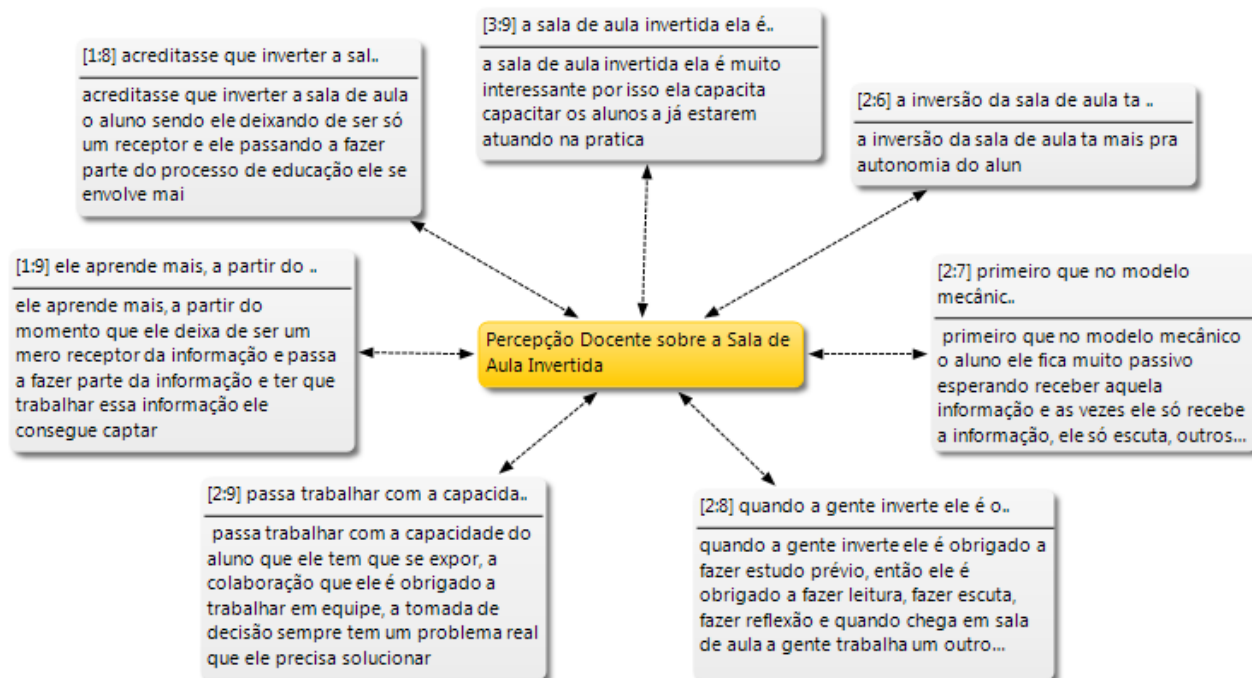 [1:8] acreditasse que inverter a sal..
acreditasse que inverter a sala de aula
o aluno sendo ele deixando de ser só
um receptor e ele passando a fazer
parte do processo de educação ele se
envolve mai
[3:9] a sala de aula invertida ela é..
a sala de aula invertida ela é muito
interessante por isso ela capacita
capacitar os alunos a já estarem
atuando na pratica
[2:6] a inversão da sala de aula ta ..
a inversão da sala de aula ta mais pra
autonomia do alun
[1:9] ele aprende mais, a partir do ..
ele aprende mais, a partir do
momento que ele deixa de ser um
mero receptor da informação e passa
a fazer parte da informação e ter que
trabalhar essa informação ele
consegue captar
Percepção Docente sobre a Sala de
Aula Invertida
[2:7] primeiro que no modelo
mecânic..
primeiro que no modelo mecânico
o aluno ele fica muito passivo
esperando receber aquela
informação e as vezes ele só recebe
a informação, ele só escuta, outros...
[2:9] passa trabalhar com a capacida..
passa trabalhar com a capacidade do
aluno que ele tem que se expor, a
colaboração que ele é obrigado a
trabalhar em equipe, a tomada de
decisão sempre tem um problema real
que ele precisa solucionar
[2:8] quando a gente inverte ele é o..
quando a gente inverte ele é obrigado a
fazer estudo prévio, então ele é
obrigado a fazer leitura, fazer escuta,
fazer reflexão e quando chega em sala
de aula a gente trabalha um outro...